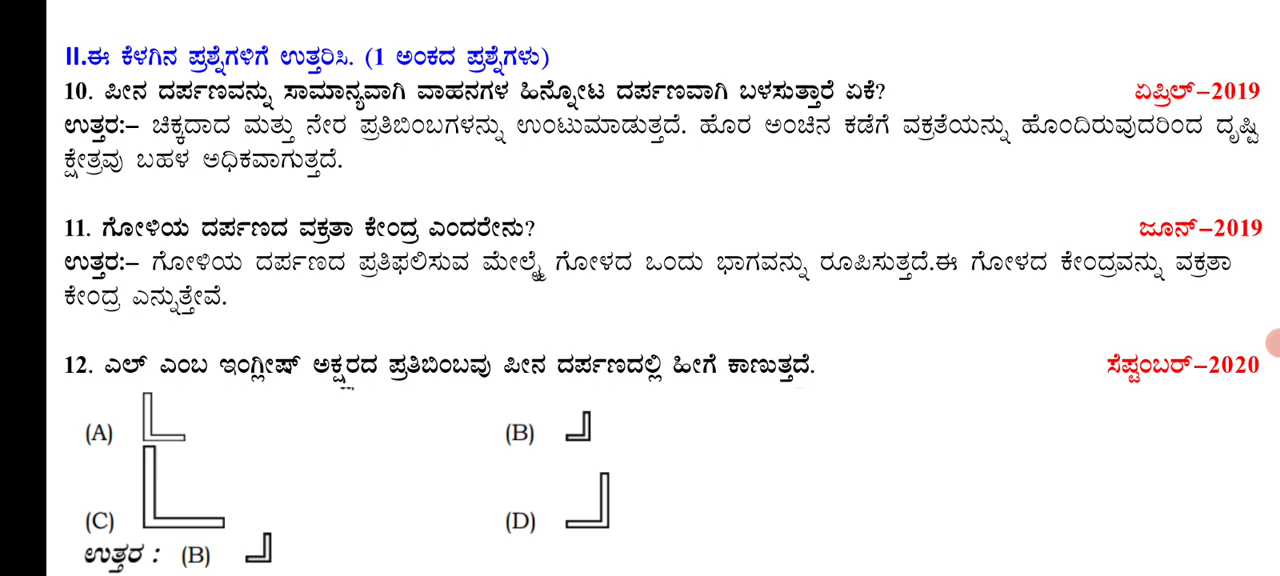 II.ಈ ಕೆಳಗಿನ ಪ್ರಶ್ನೆಗಳಿಗೆ ಉತ್ತರಿಸಿ. (1 ಅಂಕದ ಪ್ರಶ್ನೆಗಳು)
10. ಪೀನ ದರ್ಪಣವನ್ನು ಸಾಮಾನ್ಯವಾಗಿ ವಾಹನಗಳ ಹಿನ್ನೋಟ ದರ್ಪಣವಾಗಿ ಬಳಸುತ್ತಾರೆ ಏಕೆ? ಏಪ್ರಿಲ್–2019
ಉತ್ತರ:– ಚಿಕ್ಕದಾದ ಮತ್ತು ನೇರ ಪ್ರತಿಬಿಂಬಗಳನ್ನು ಉಂಟುಮಾಡುತ್ತದೆ. ಹೊರ ಅಂಚಿನ ಕಡೆಗೆ ವಕ್ರತೆಯನ್ನು ಹೊಂದಿರುವುದರಿಂದ ದೃಷ್ಟಿ
ಕ್ಷೇತ್ರವು ಬಹಳ ಅಧಿಕವಾಗುತ್ತದೆ.
11. ಗೋಳಿಯ ದರ್ಪಣದ ವಕ್ರತಾ ಕೇಂದ್ರ ಎಂದರೇನು? ಜೂನ್–2019
ಉತ್ತರ:– ಗೋಳಿಯ ದರ್ಪಣದ ಪ್ರತಿಫಲಿಸುವ ಮೇಲ್ಮೈ ಗೋಳದ ಒಂದು ಭಾಗವನ್ನು ರೂಪಿಸುತ್ತದೆ.ಈ ಗೋಳದ ಕೇಂದ್ರವನ್ನು ವಕ್ರತಾ
ಕೇಂದ್ರ ಎನ್ನುತ್ತೇವೆ.
12. ಎಲ್ ಎಂಬ ಇಂಗ್ಲೀಷ್ ಅಕ್ಷರದ ಪ್ರತಿಬಿಂಬವು ಪೀನ ದರ್ಪಣದಲ್ಲಿ ಹೀಗೆ ಕಾಣುತ್ತದೆ. ಸೆಪ್ಟಂಬರ್–2020
(A) (B)
(C) (D)
ಉತ್ತರ : (B)